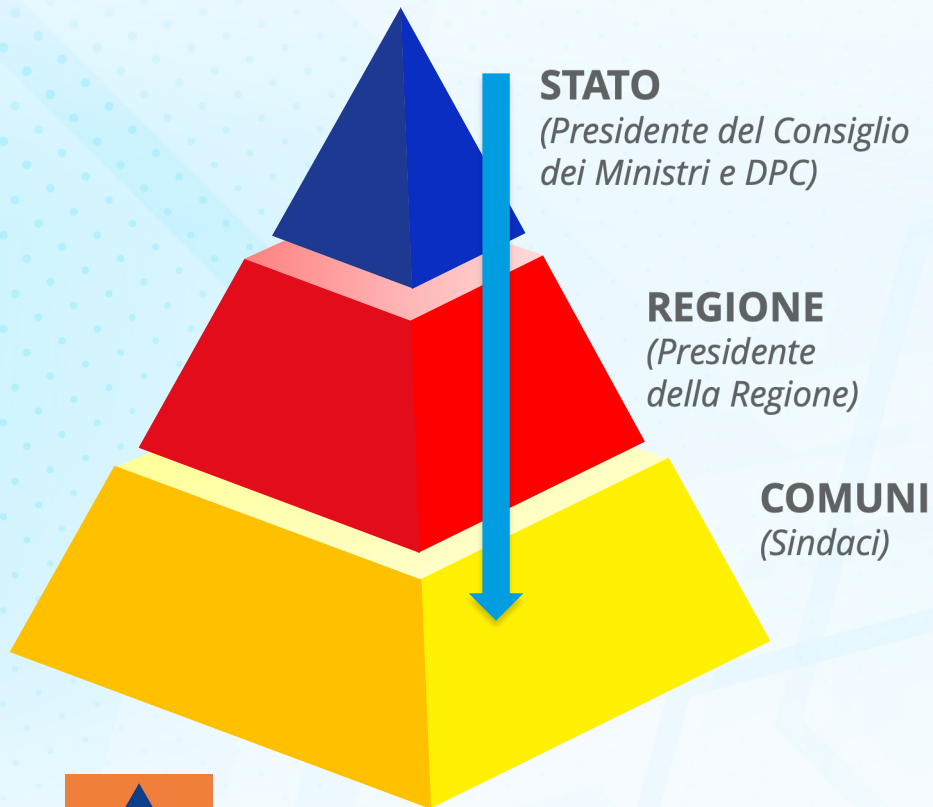 STATO
(Presidente del Consiglio
dei Ministri e DPC)
REGIONE
(Presidente
della Regione)
COMUNI
(Sindaci)